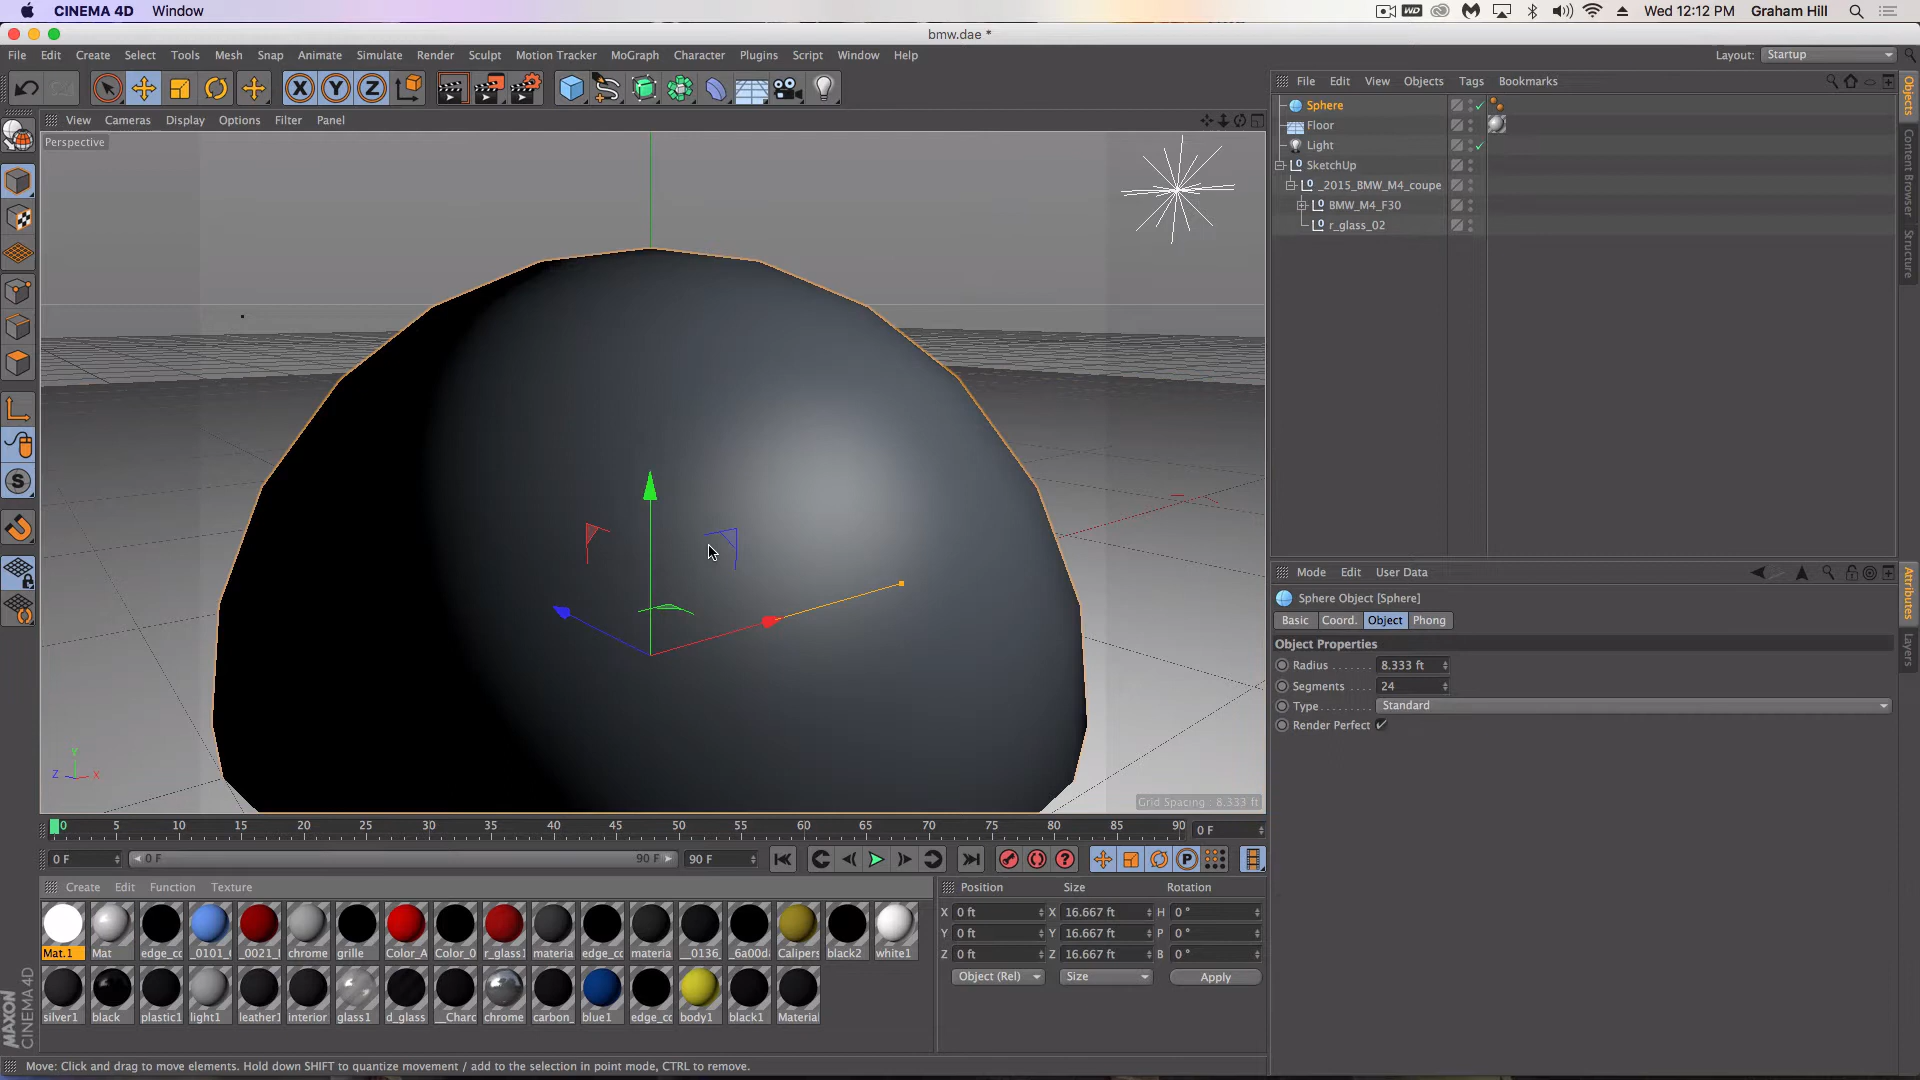 CINEMA 4D Window
Wed 12:12 PM Graham Hill
bmw.dae *
File Edit Create Select Tools Mesh Snap Animate Simulate Render Sculpt Motion Tracker MoGraph Character Plugins Script Window Help
Layout: Startup
X Y Z
File Edit View Objects Tags Bookmarks
View Cameras Display Options Filter Panel
Perspective
Sphere
Floor
Light
SketchUp
_2015_BMW_M4_coupe
BMW_M4_F30
r_glass_02
Objects
Content Browser
Structure
Mode Edit User Data
Sphere Object [Sphere]
Basic Coord. Object Phong
Object Properties
Radius . . . . . . . 8.333 ft
Segments . . . . 24
Type . . . . . . . . Standard
Render Perfect
Attributes
Layers
Y
Z X
Grid Spacing : 8.333 ft
0 5 10 15 20 25 30 35 40 45 50 55 60 65 70 75 80 85 90 0 F
0 F 0 F 90 F 90 F
Create Edit Function Texture
Position Size Rotation
X 0 ft X 16.667 ft H 0 °
Y 0 ft Y 16.667 ft P 0 °
Z 0 ft Z 16.667 ft B 0 °
Object (Rel) Size Apply
Mat.1 Mat edge_cc _0101_ _0021_ chrome grille Color_A Color_0 r_glass1 materia edge_cc materia __0136_ _6a00d Calipers black2 white1
silver1 black plastic1 light1 leather1 interior glass1 d_glass __Charc chrome carbon_ blue1 edge_cc body1 black1 Material
MAXON CINEMA 4D
Move: Click and drag to move elements. Hold down SHIFT to quantize movement / add to the selection in point mode, CTRL to remove.